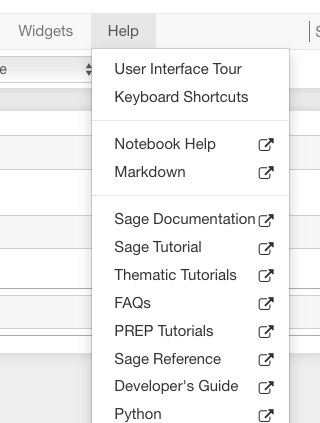 Widgets Help
User Interface Tour
Keyboard Shortcuts
Notebook Help
Markdown
Sage Documentation
Sage Tutorial
Thematic Tutorials
FAQs
PREP Tutorials
Sage Reference
Developer's Guide
Python